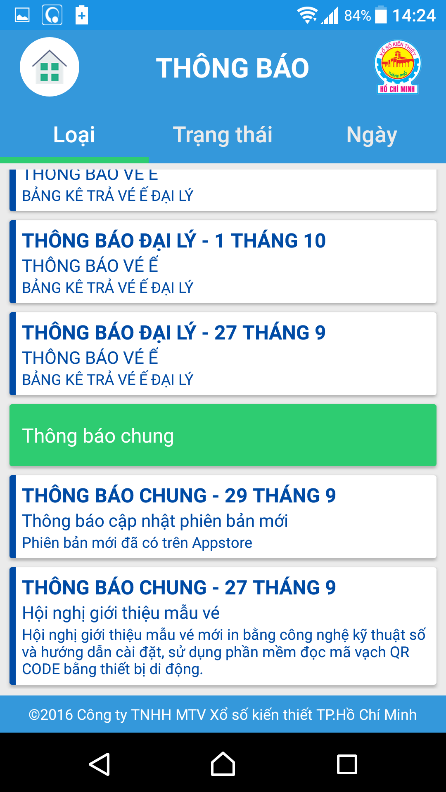 84% 14:24
THÔNG BÁO
XỔ SỐ KIẾN THIẾT
HỒ CHÍ MINH
Loại Trạng thái Ngày
THÔNG BÁO VÉ Ế
BẢNG KÊ TRẢ VÉ Ế ĐẠI LÝ
THÔNG BÁO ĐẠI LÝ - 1 THÁNG 10
THÔNG BÁO VÉ Ế
BẢNG KÊ TRẢ VÉ Ế ĐẠI LÝ
THÔNG BÁO ĐẠI LÝ - 27 THÁNG 9
THÔNG BÁO VÉ Ế
BẢNG KÊ TRẢ VÉ Ế ĐẠI LÝ
Thông báo chung
THÔNG BÁO CHUNG - 29 THÁNG 9
Thông báo cập nhật phiên bản mới
Phiên bản mới đã có trên Appstore
THÔNG BÁO CHUNG - 27 THÁNG 9
Hội nghị giới thiệu mẫu vé
Hội nghị giới thiệu mẫu vé mới in bằng công nghệ kỹ thuật số
và hướng dẫn cài đặt, sử dụng phần mềm đọc mã vạch QR
CODE bằng thiết bị di động.
©2016 Công ty TNHH MTV Xổ số kiến thiết TP.Hồ Chí Minh